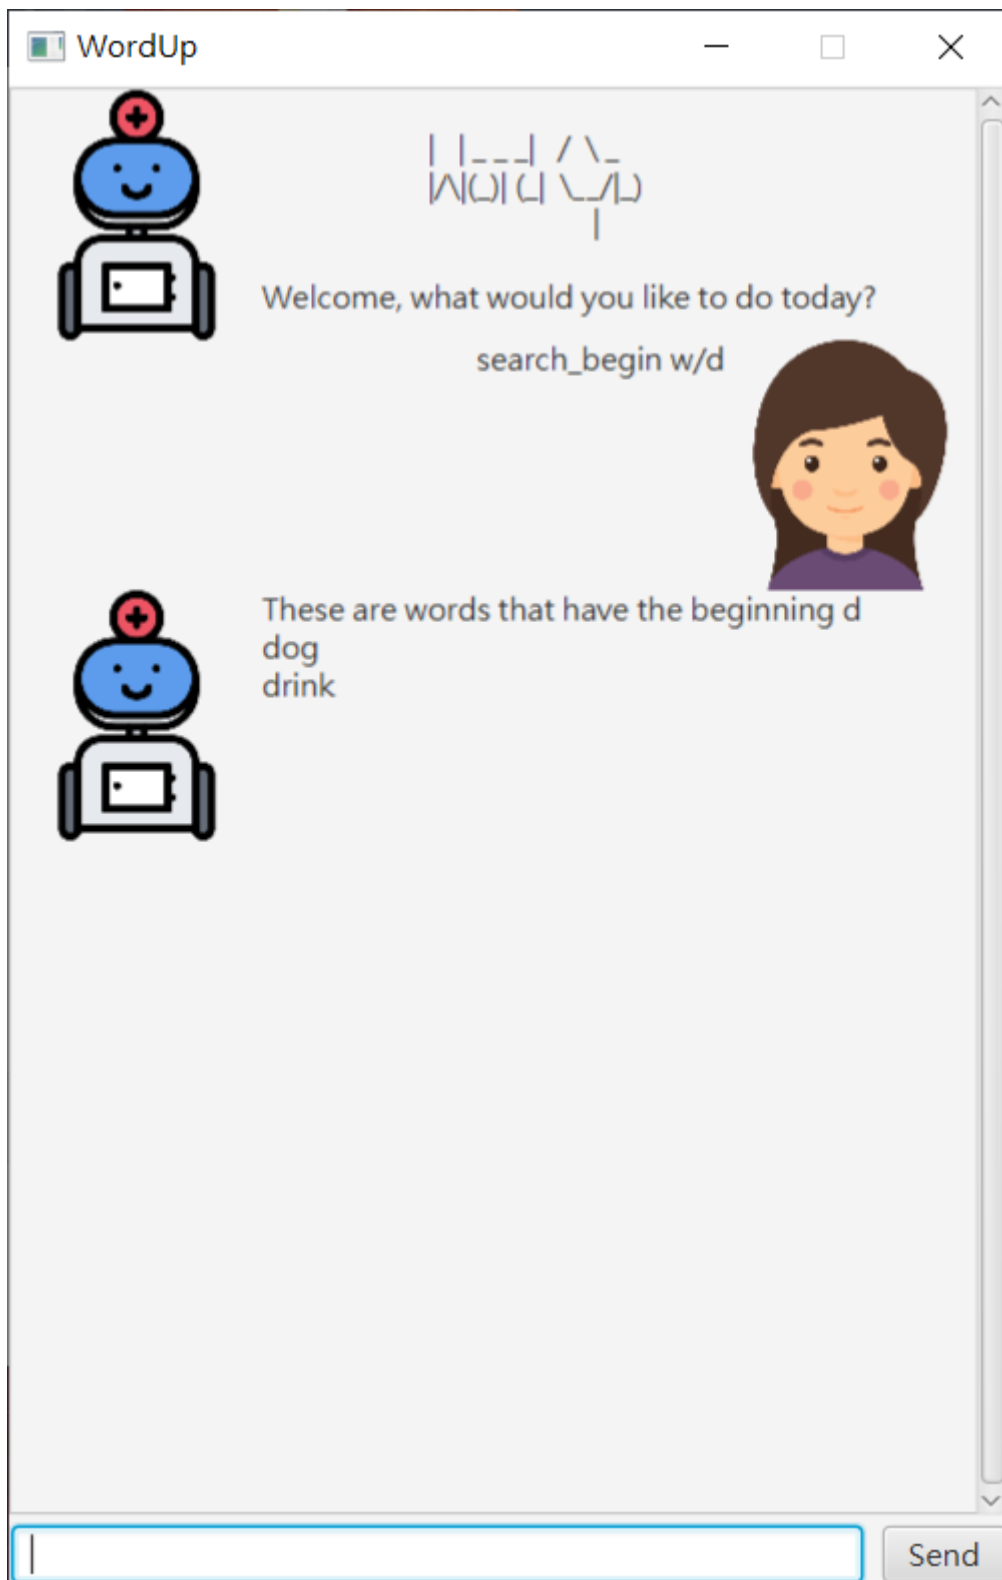 WordUp
|   | _ _ _|   /  \ _
|/\|(_)| (_|  \__/|_)
                   |
Welcome, what would you like to do today?
search_begin w/d
These are words that have the beginning d
dog
drink
Send